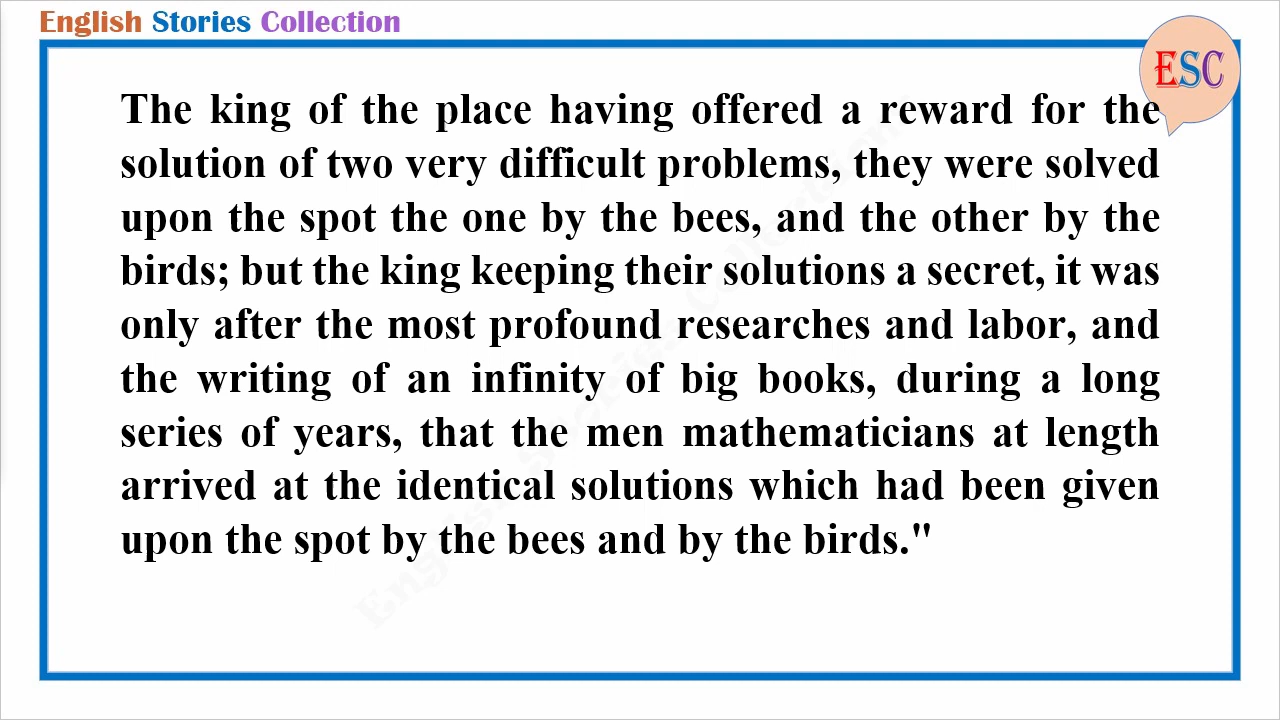 English Stories Collection
ESC
The king of the place having offered a reward for the
solution of two very difficult problems, they were solved
upon the spot the one by the bees, and the other by the
birds; but the king keeping their solutions a secret, it was
only after the most profound researches and labor, and
the writing of an infinity of big books, during a long
series of years, that the men mathematicians at length
arrived at the identical solutions which had been given
upon the spot by the bees and by the birds."
English Stories Collection